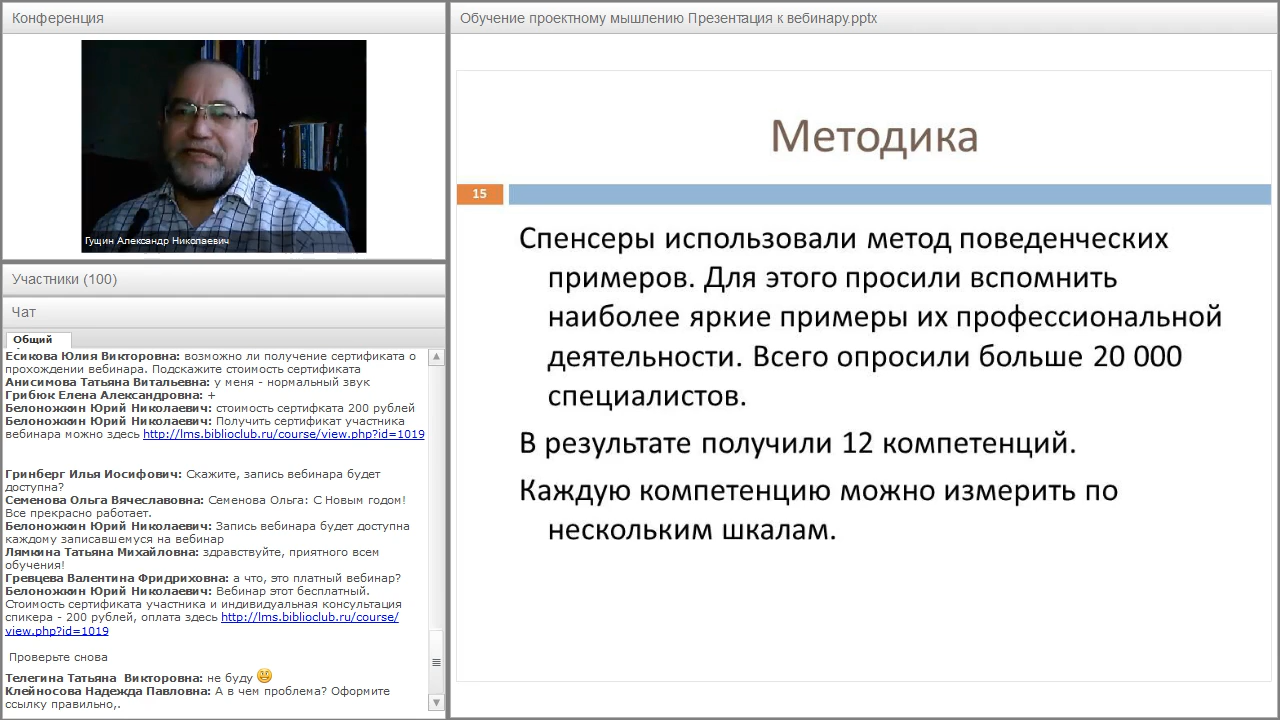 Конференция
Гущин Александр Николаевич
Участники (100)
Чат
Общий
Есикова Юлия Викторовна: возможно ли получение сертификата о
прохождении вебинара. Подскажите стоимость сертификата
Анисимова Татьяна Витальевна: у меня - нормальный звук
Грибюк Елена Александровна: +
Белоножкин Юрий Николаевич: стоимость сертифката 200 рублей
Белоножкин Юрий Николаевич: Получить сертификат участника
вебинара можно здесь http://lms.biblioclub.ru/course/view.php?id=1019
Гринберг Илья Иосифович: Скажите, запись вебинара будет
доступна?
Семенова Ольга Вячеславовна: Семенова Ольга: С Новым годом!
Все прекрасно работает.
Белоножкин Юрий Николаевич: Запись вебинара будет доступна
каждому записавшемуся на вебинар
Лямкина Татьяна Михайловна: здравствуйте, приятного всем
обучения!
Гревцева Валентина Фридриховна: а что, это платный вебинар?
Белоножкин Юрий Николаевич: Вебинар этот бесплатный.
Стоимость сертификата участника и индивидуальная консультация
спикера - 200 рублей, оплата здесь http://lms.biblioclub.ru/course/
view.php?id=1019
Проверьте снова
Телегина Татьяна Викторовна: не буду
Клейносова Надежда Павловна: А в чем проблема? Оформите
ссылку правильно,.
Обучение проектному мышлению Презентация к вебинару.pptx
Методика
15
Спенсеры использовали метод поведенческих
примеров. Для этого просили вспомнить
наиболее яркие примеры их профессиональной
деятельности. Всего опросили больше 20 000
специалистов.
В результате получили 12 компетенций.
Каждую компетенцию можно измерить по
нескольким шкалам.